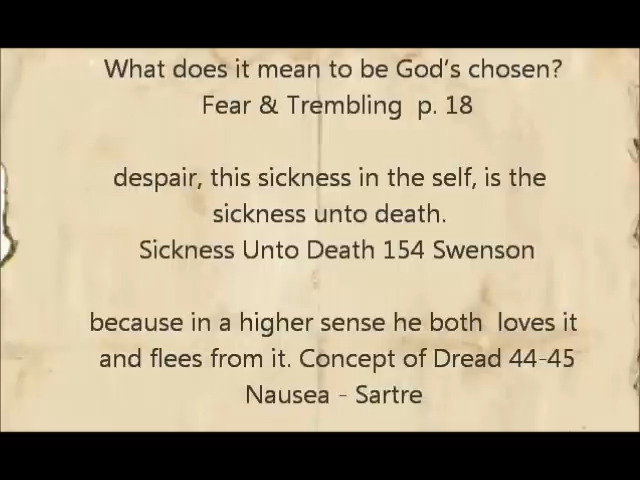 What does it mean to be God's chosen?
Fear & Trembling p. 18
despair, this sickness in the self, is the
sickness unto death.
Sickness Unto Death 154 Swenson
because in a higher sense he both loves it
and flees from it. Concept of Dread 44-45
Nausea - Sartre